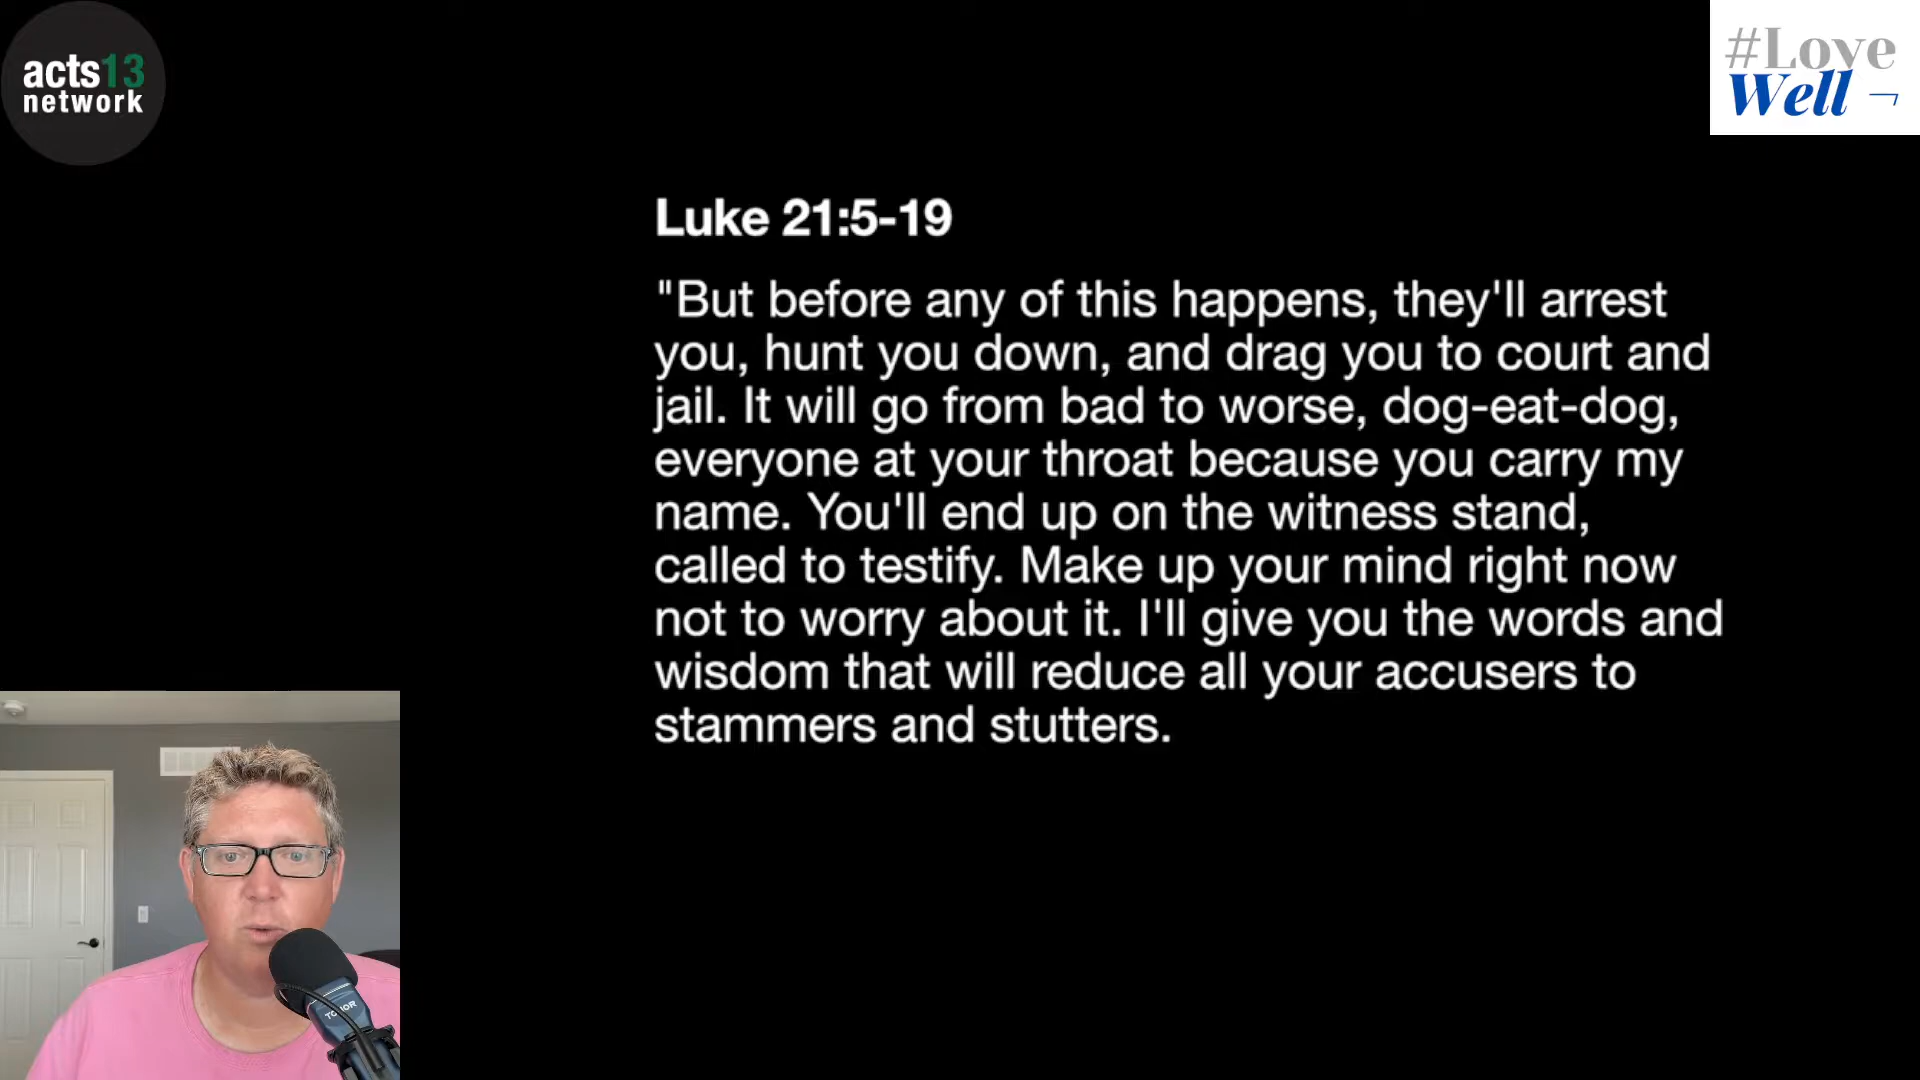 acts13
network
#Love
Well
Luke 21:5-19
"But before any of this happens, they'll arrest
you, hunt you down, and drag you to court and
jail. It will go from bad to worse, dog-eat-dog,
everyone at your throat because you carry my
name. You'll end up on the witness stand,
called to testify. Make up your mind right now
not to worry about it. I'll give you the words and
wisdom that will reduce all your accusers to
stammers and stutters.